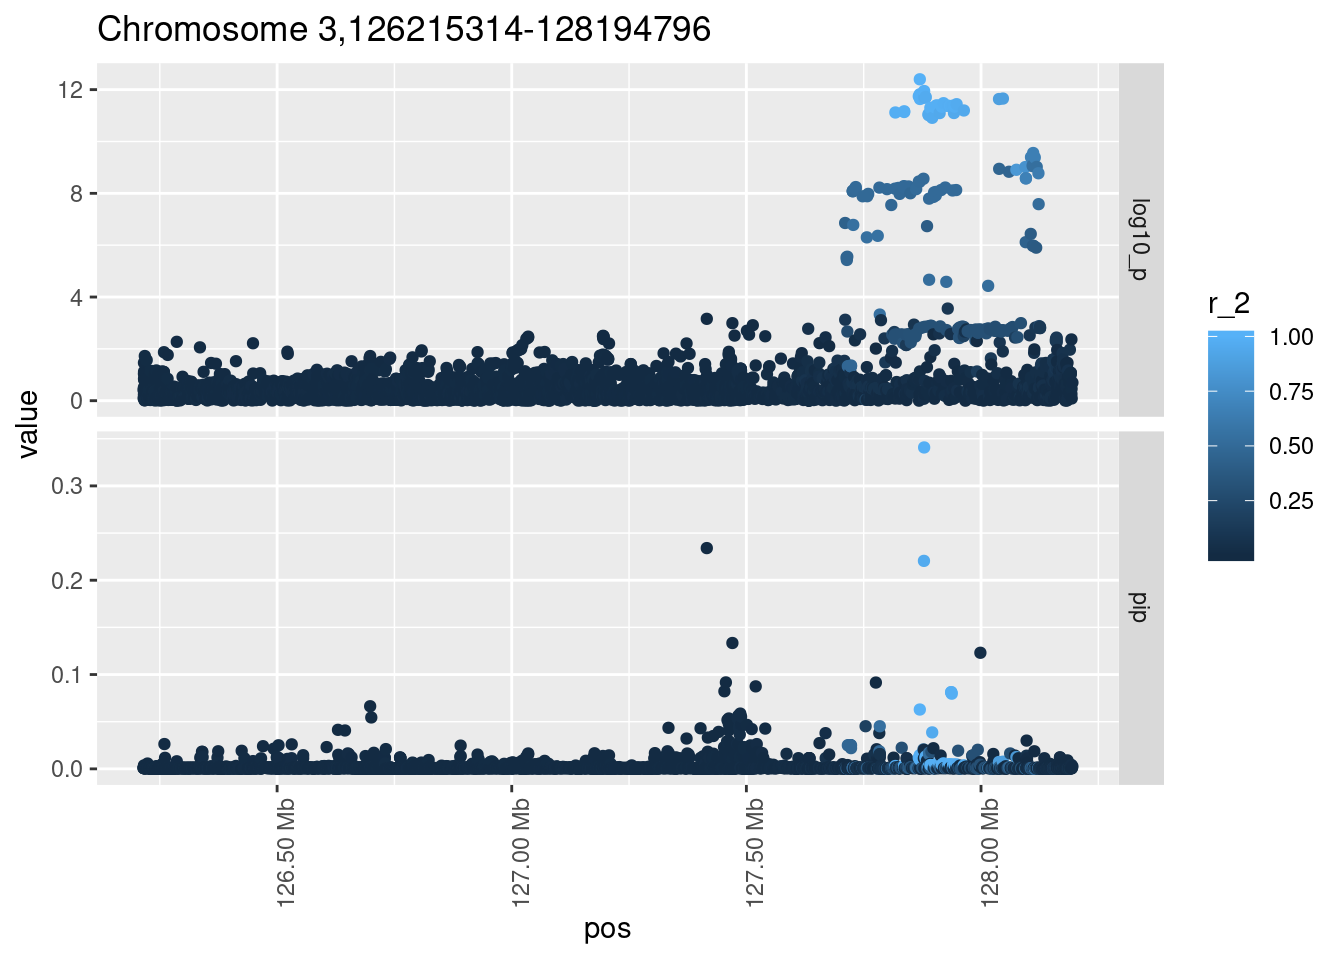 Chromosome 3,126215314-128194796
12
8
4
0
log10_p
value
0.3
0.2
0.1
0.0
pip
126.50 Mb
127.00 Mb
127.50 Mb
128.00 Mb
pos
r_2
1.00
0.75
0.50
0.25